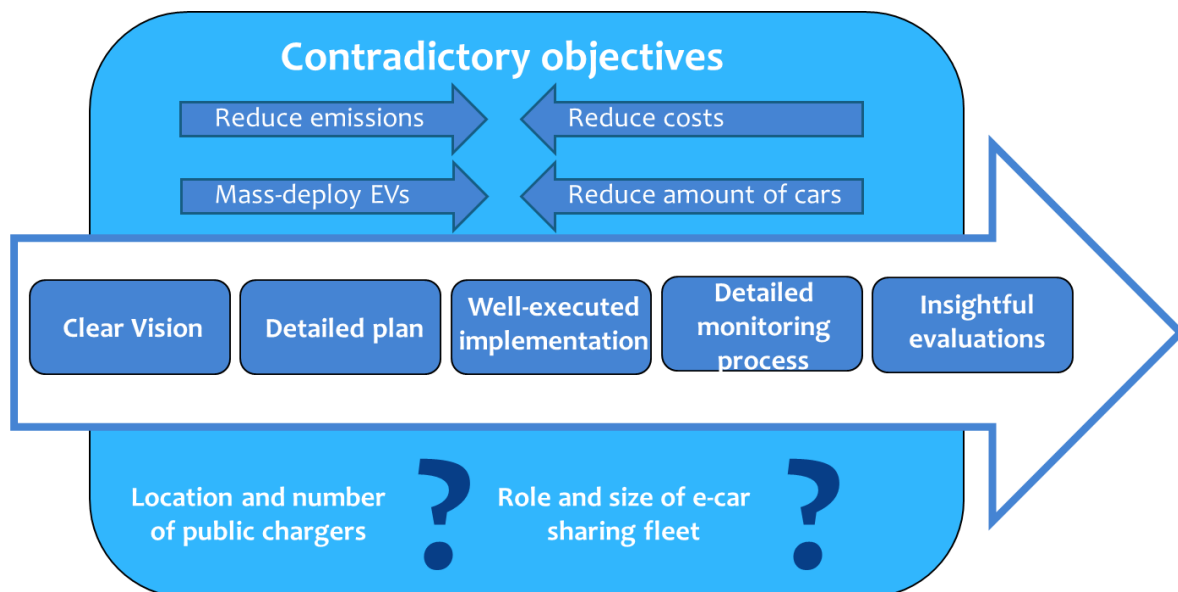 Contradictory objectives
Reduce emissions
Reduce costs
Mass-deploy EVs
Reduce amount of cars
Clear Vision
Detailed plan
Well-executed
implementation
Detailed
monitoring
process
Insightful
evaluations
Location and number
of public chargers
?
Role and size of e-car
sharing fleet
?